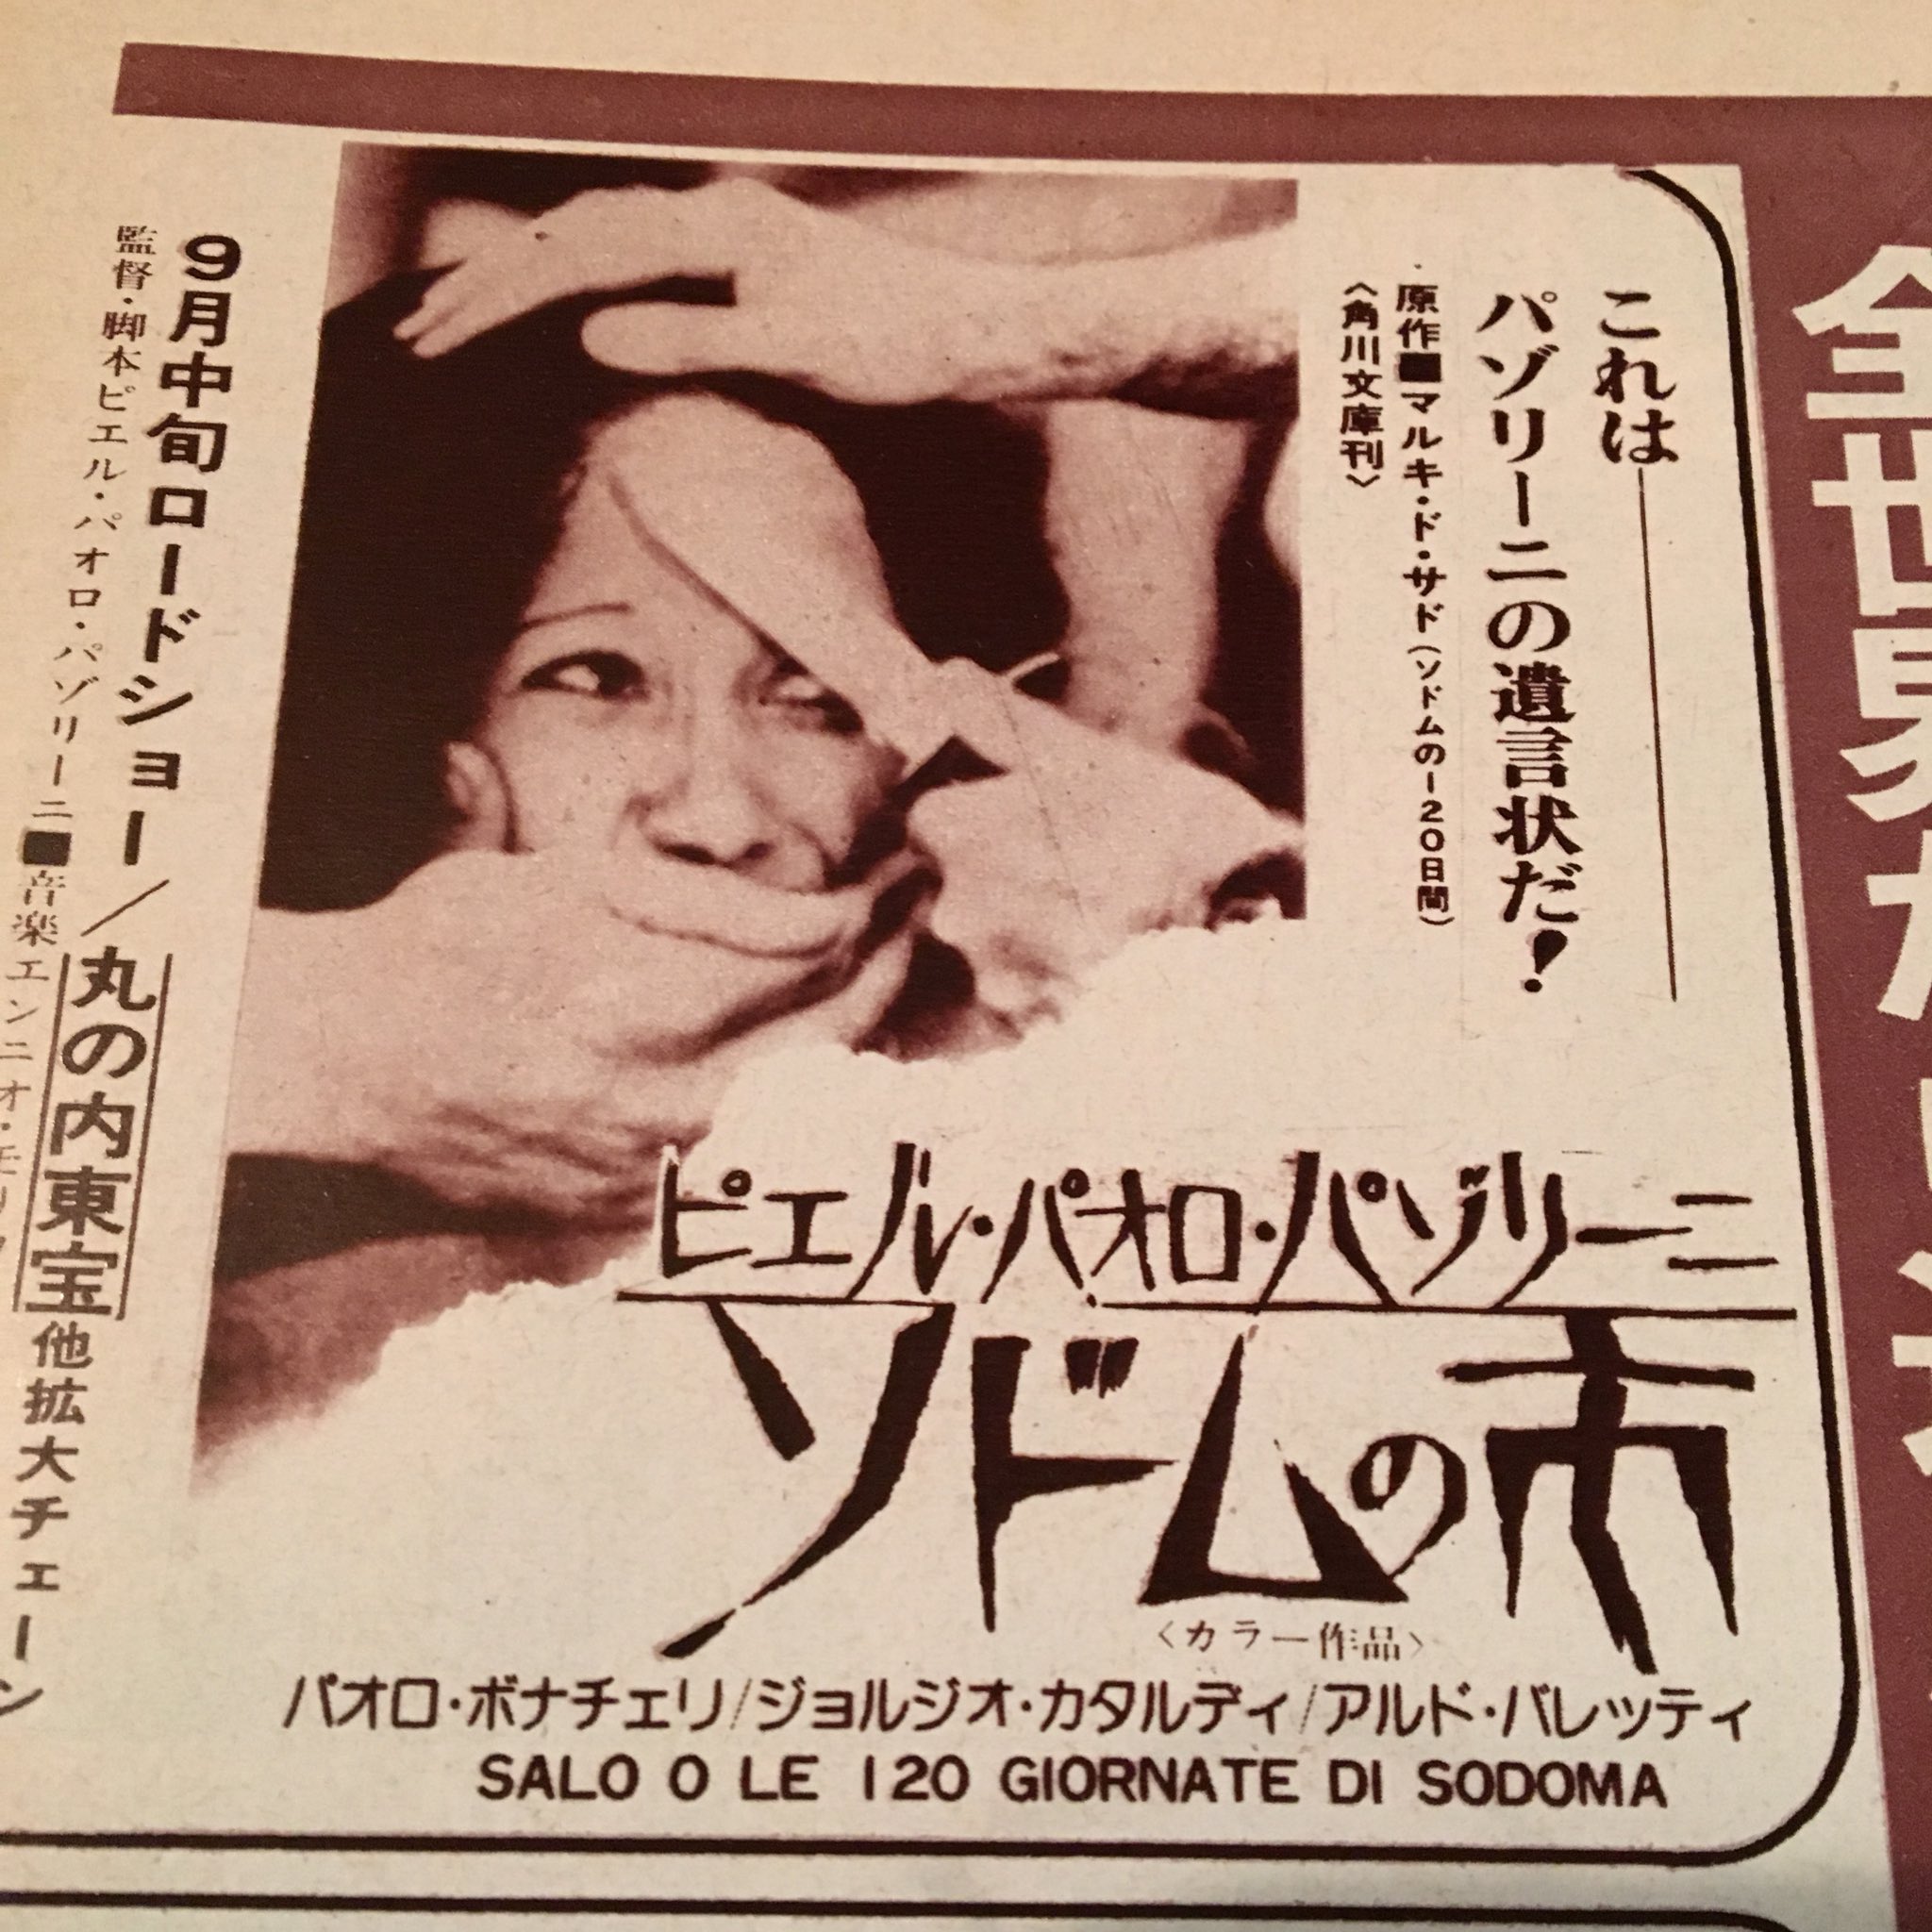 全世界が
これは——
パゾリーニの遺言状だ!
原作■マルキ・ド・サド(ソドムの120日間)
〈角川文庫刊〉
ピエル・パオロ・パゾリーニ
ソドムの市
〈カラー作品〉
パオロ・ボナチェリ/ジョルジオ・カタルディ/アルド・バレッティ
SALO O LE 120 GIORNATE DI SODOMA
9月中旬ロードショー/丸の内東宝他拡大チェーン
監督・脚本ピエル・パオロ・パゾリーニ■音楽エンニオ・モリ